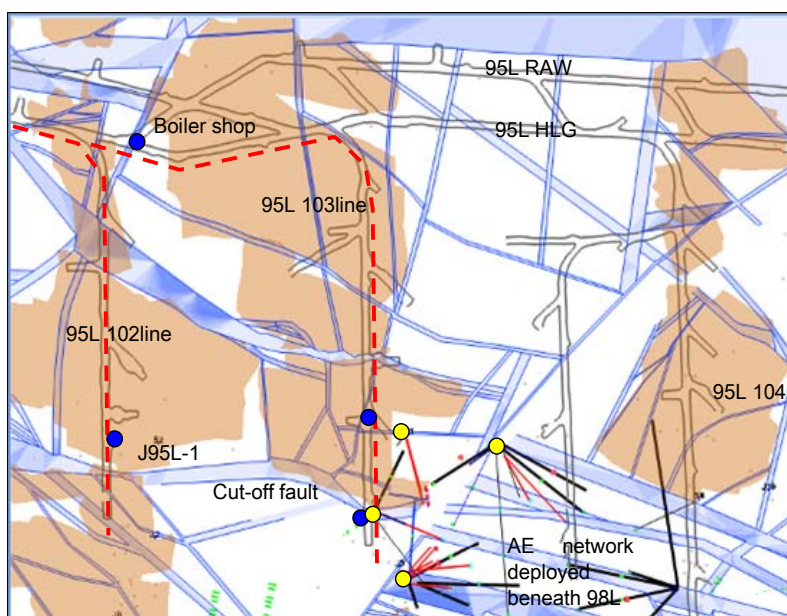 95L RAW
Boiler shop
95L HLG
95L 103line
95L 102line
95L 104
J95L-1
Cut-off fault
AE network
deployed
beneath 98L